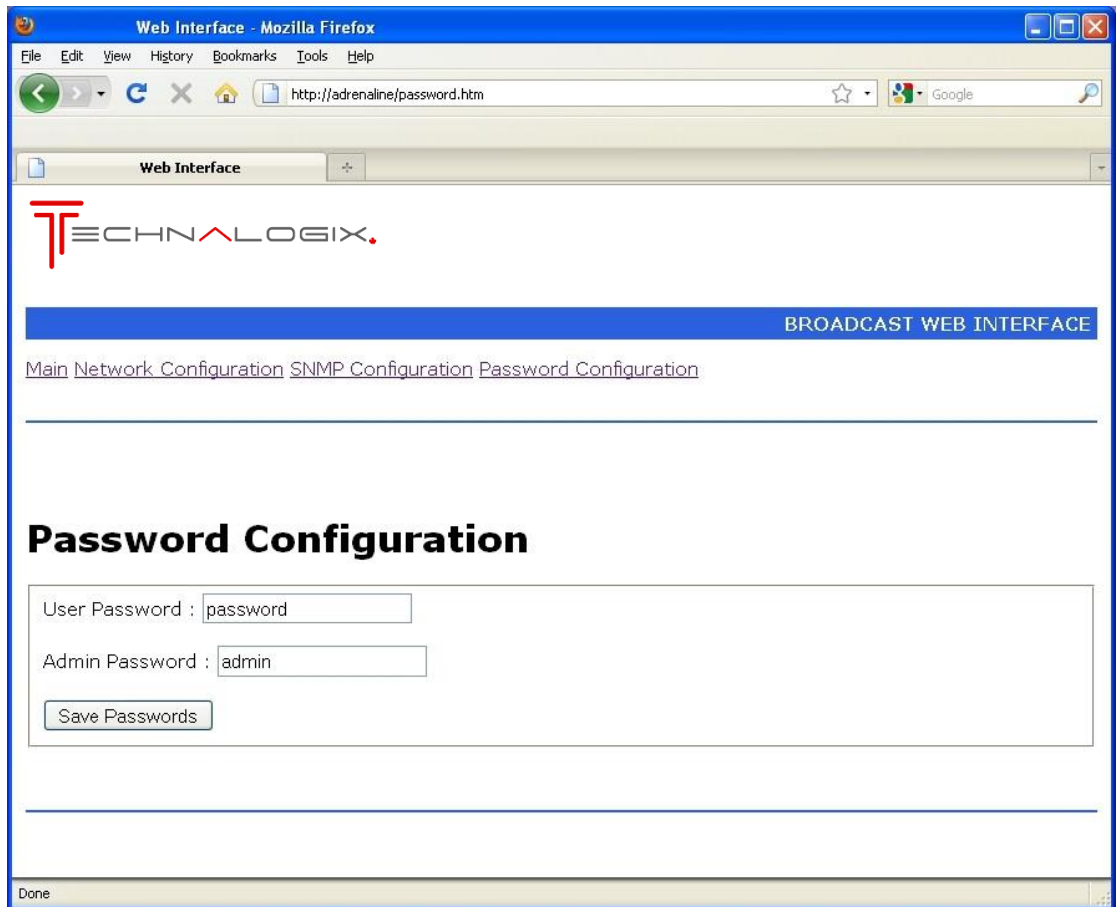 Web Interface - Mozilla Firefox
File Edit View History Bookmarks Tools Help
http://adrenaline/password.htm Google
Web Interface
TECHNALOGIX.
BROADCAST WEB INTERFACE
Main Network Configuration SNMP Configuration Password Configuration
Password Configuration
User Password : password
Admin Password : admin
Save Passwords
Done